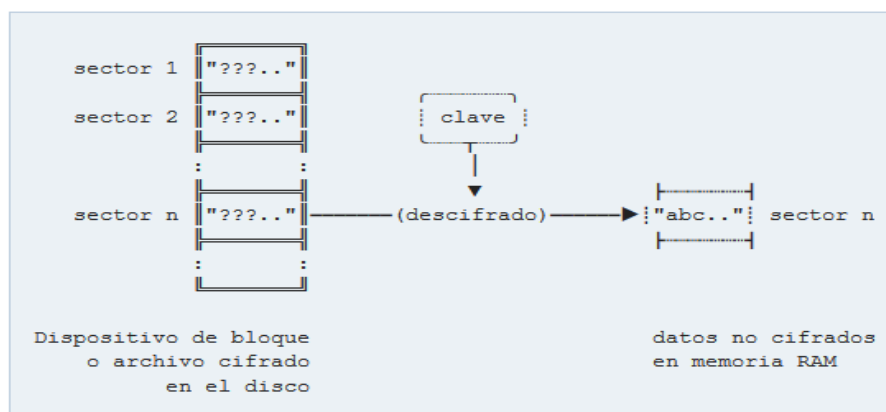 sector 1 "???.."
sector 2 "???.." clave
: :
sector n "???.." (descifrado) "abc.." sector n
: :
Dispositivo de bloque datos no cifrados
o archivo cifrado en memoria RAM
en el disco